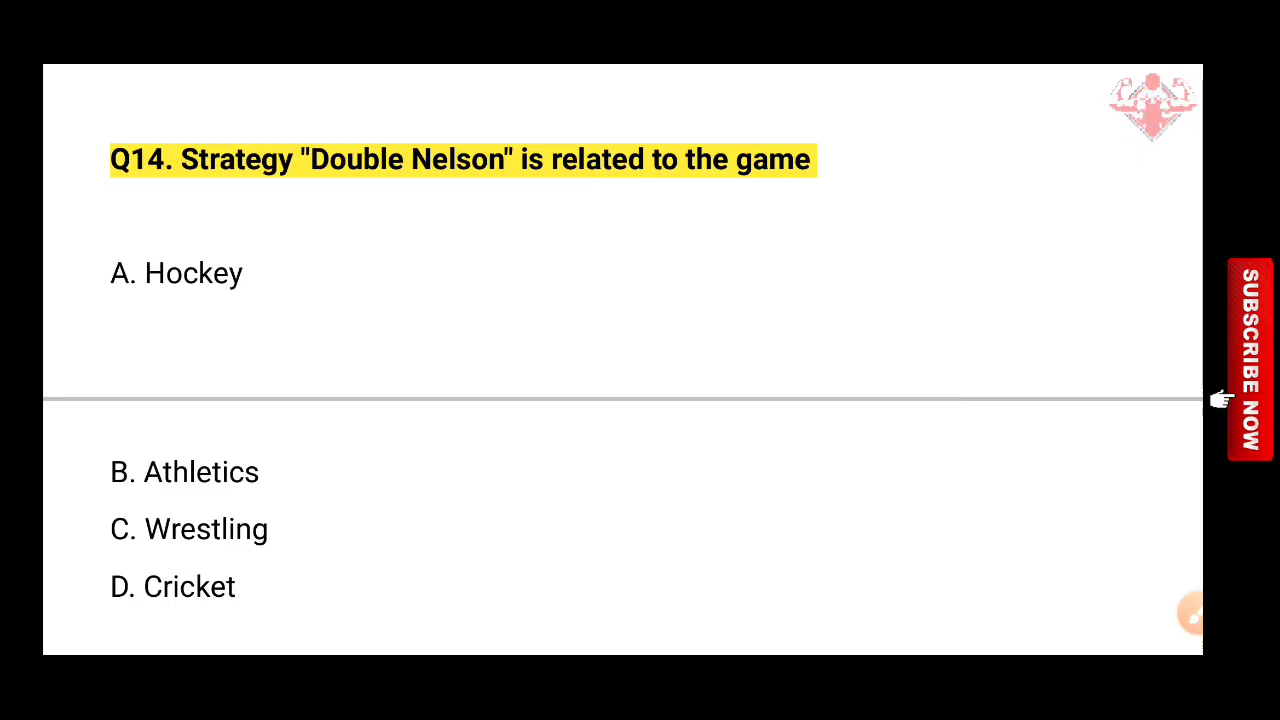 Q14. Strategy "Double Nelson" is related to the game
A. Hockey
B. Athletics
C. Wrestling
D. Cricket
SUBSCRIBE NOW